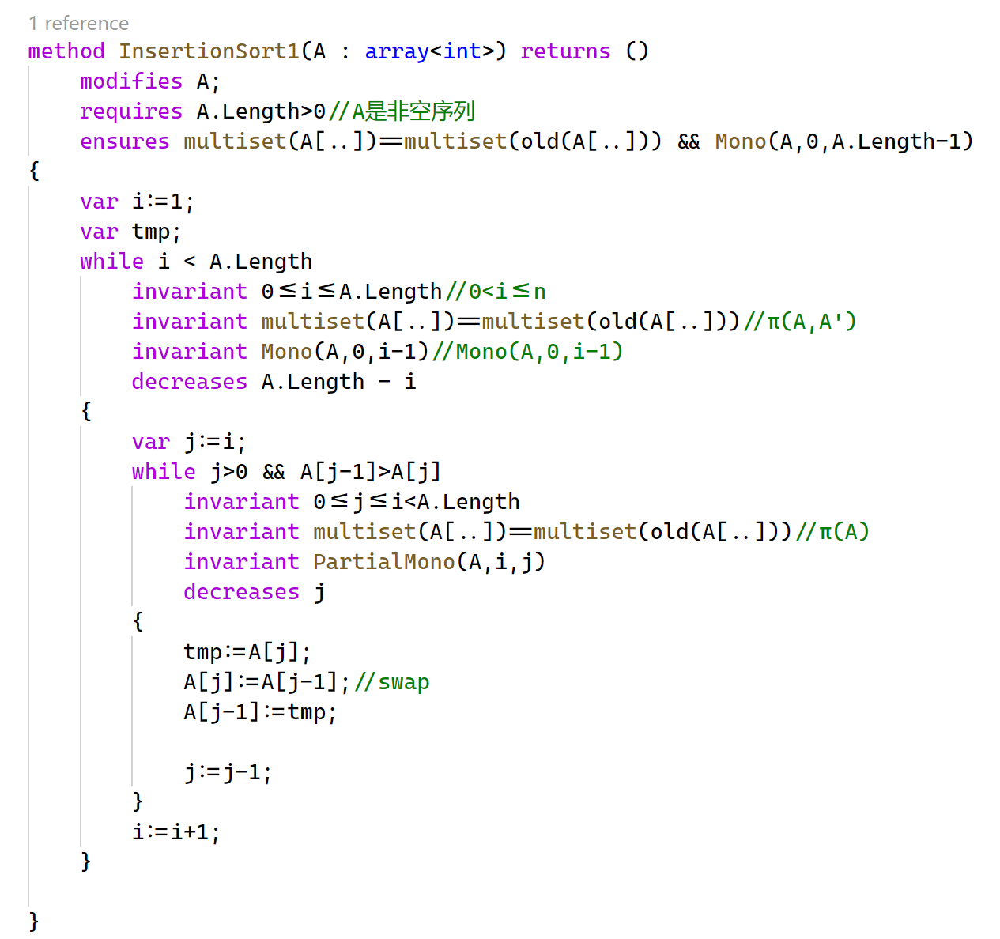 1 reference
method InsertionSort1(A : array<int>) returns ()
modifies A;
requires A.Length>0//A是非空序列
ensures multiset(A[..])==multiset(old(A[..])) && Mono(A,0,A.Length-1)
{
var i:=1;
var tmp;
while i < A.Length
invariant 0≤i≤A.Length//0<i≤n
invariant multiset(A[..])==multiset(old(A[..]))//π(A,A')
invariant Mono(A,0,i-1)//Mono(A,0,i-1)
decreases A.Length - i
{
var j:=i;
while j>0 && A[j-1]>A[j]
invariant 0≤j≤i<A.Length
invariant multiset(A[..])==multiset(old(A[..]))//π(A)
invariant PartialMono(A,i,j)
decreases j
{
tmp:=A[j];
A[j]:=A[j-1];//swap
A[j-1]:=tmp;
j:=j-1;
}
i:=i+1;
}
}